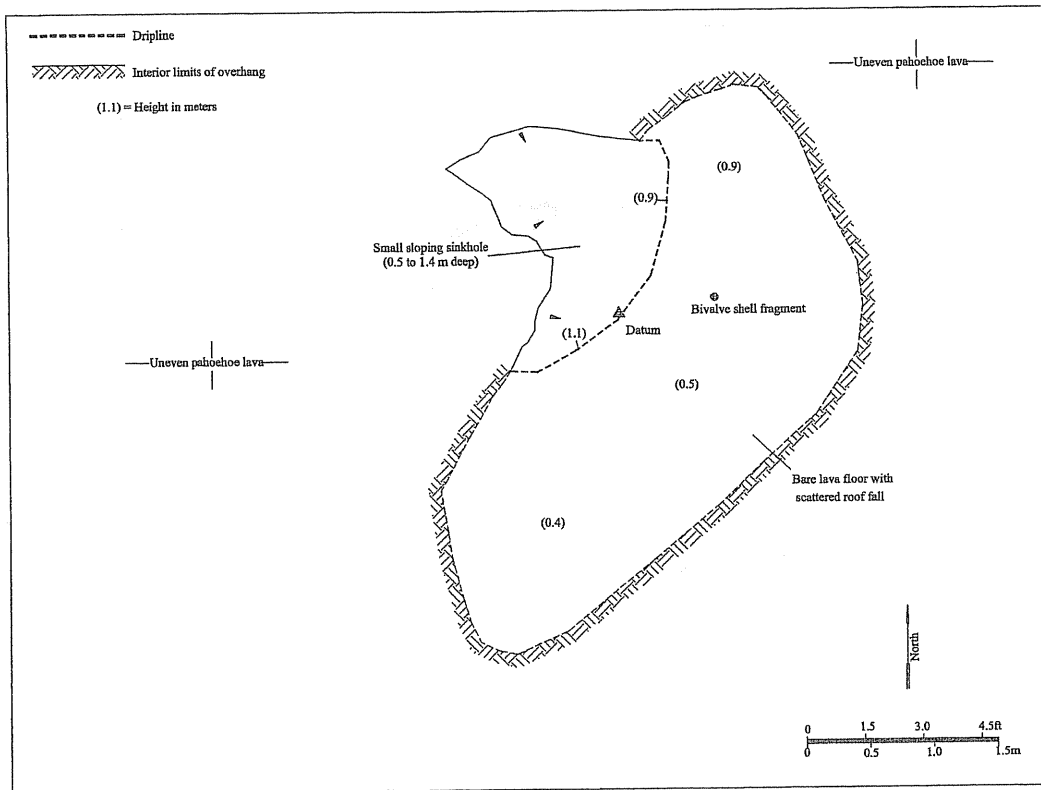 Dripline
Interior limits of overhang
(1.1) = Height in meters
Uneven pahoehoe lava
(0.9)
(0.9)
Small sloping sinkhole
(0.5 to 1.4 m deep)
Bivalve shell fragment
Datum
(1.1)
Uneven pahoehoe lava
(0.5)
Bare lava floor with
scattered roof fall
(0.4)
North
0 1.5 3.0 4.5ft
0 0.5 1.0 1.5m